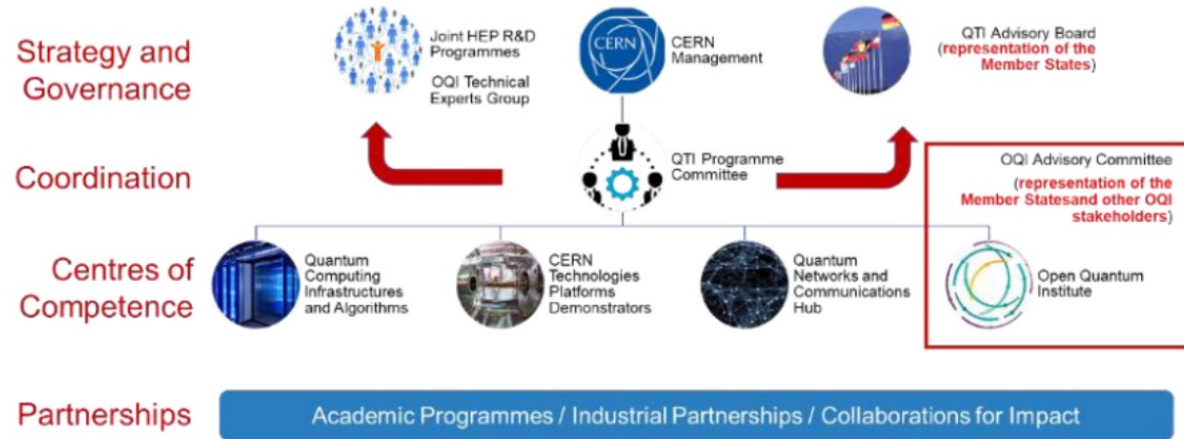 Strategy and
Governance
Joint HEP R&D
Programmes
OQI Technical
Experts Group
CERN
CERN
Management
QTI Advisory Board
(representation of the
Member States)
Coordination
QTI Programme
Committee
OQI Advisory Committee
(representation of the
Member Statesand other OQI
stakeholders)
Centres of
Competence
Quantum
Computing
Infrastructures
and Algorithms
CERN
Technologies
Platforms
Demonstrators
Quantum
Networks and
Communications
Hub
Open Quantum
Institute
Partnerships
Academic Programmes / Industrial Partnerships / Collaborations for Impact